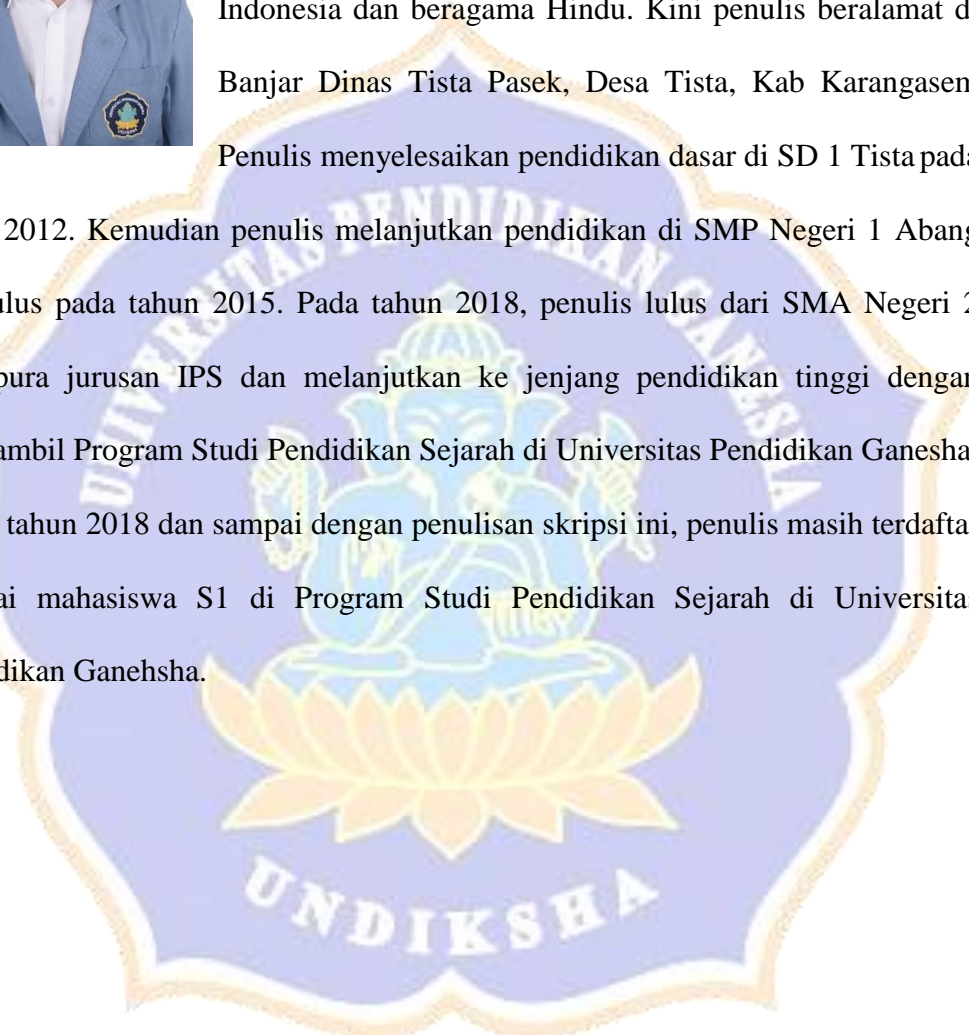 Indonesia dan beragama Hindu. Kini penulis beralamat d
Banjar Dinas Tista Pasek, Desa Tista, Kab Karangasem
Penulis menyelesaikan pendidikan dasar di SD 1 Tista pada
2012. Kemudian penulis melanjutkan pendidikan di SMP Negeri 1 Abang
ulus pada tahun 2015. Pada tahun 2018, penulis lulus dari SMA Negeri 2
pura jurusan IPS dan melanjutkan ke jenjang pendidikan tinggi dengan
ambil Program Studi Pendidikan Sejarah di Universitas Pendidikan Ganesha
tahun 2018 dan sampai dengan penulisan skripsi ini, penulis masih terdafta
ai mahasiswa S1 di Program Studi Pendidikan Sejarah di Universitas
dikan Ganehsha.
UNIVERSITAS PENDIDIKAN GANESHA
UNDIKSHA